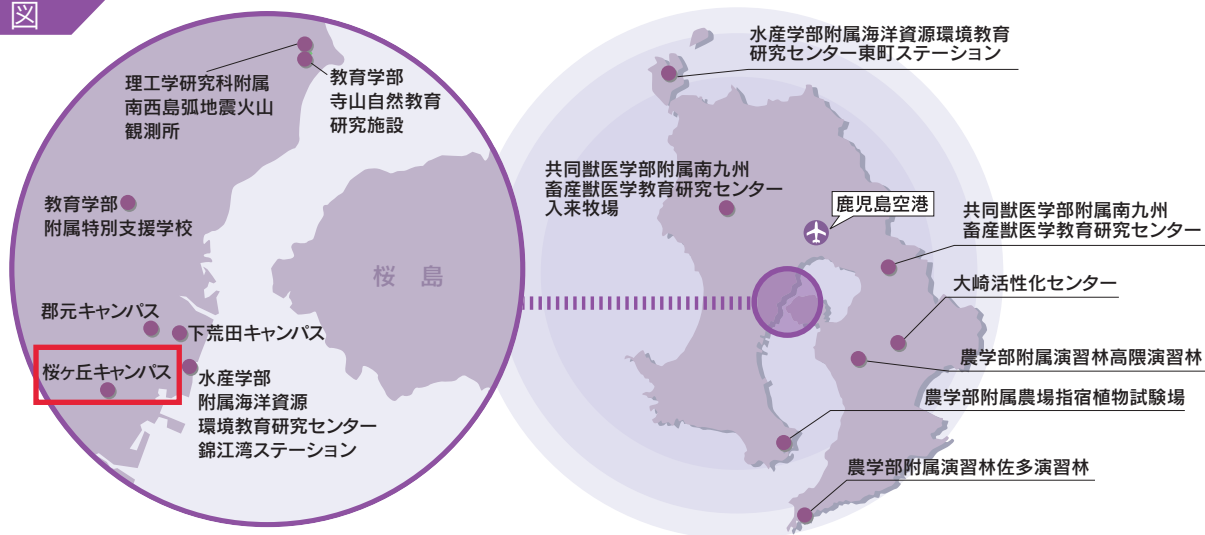 図
理工学研究科附属
南西島弧地震火山
観測所
教育学部
寺山自然教育
研究施設
教育学部
附属特別支援学校
桜島
郡元キャンパス
下荒田キャンパス
桜ヶ丘キャンパス
水産学部
附属海洋資源
環境教育研究センター
錦江湾ステーション
水産学部附属海洋資源環境教育
研究センター東町ステーション
共同獣医学部附属南九州
畜産獣医学教育研究センター
入来牧場
鹿児島空港
共同獣医学部附属南九州
畜産獣医学教育研究センター
大崎活性化センター
農学部附属演習林高隈演習林
農学部附属農場指宿植物試験場
農学部附属演習林佐多演習林